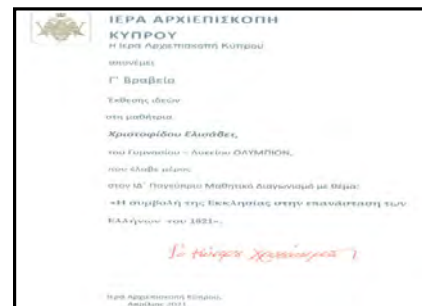 ΙΕΡΑ ΑΡΧΙΕΠΙΣΚΟΠΗ
ΚΥΠΡΟΥ
Η Ιερά Αρχιεπισκοπή Κύπρου
απονέμει
Γ΄ Βραβείο
Έκθεσης ιδεών
στη μαθήτρια
Χριστοφίδου Ελισάβετ,
του Γυμνασίου – Λυκείου ΟΛΥΜΠΙΟΝ,
που έλαβε μέρος
στον ΙΔ΄ Παγκύπριο Μαθητικό Διαγωνισμό με θέμα:
«Η συμβολή της Εκκλησίας στην επανάσταση των
Ελλήνων του 1821».
Ιερά Αρχιεπισκοπή Κύπρου,
Απρίλιος 2021